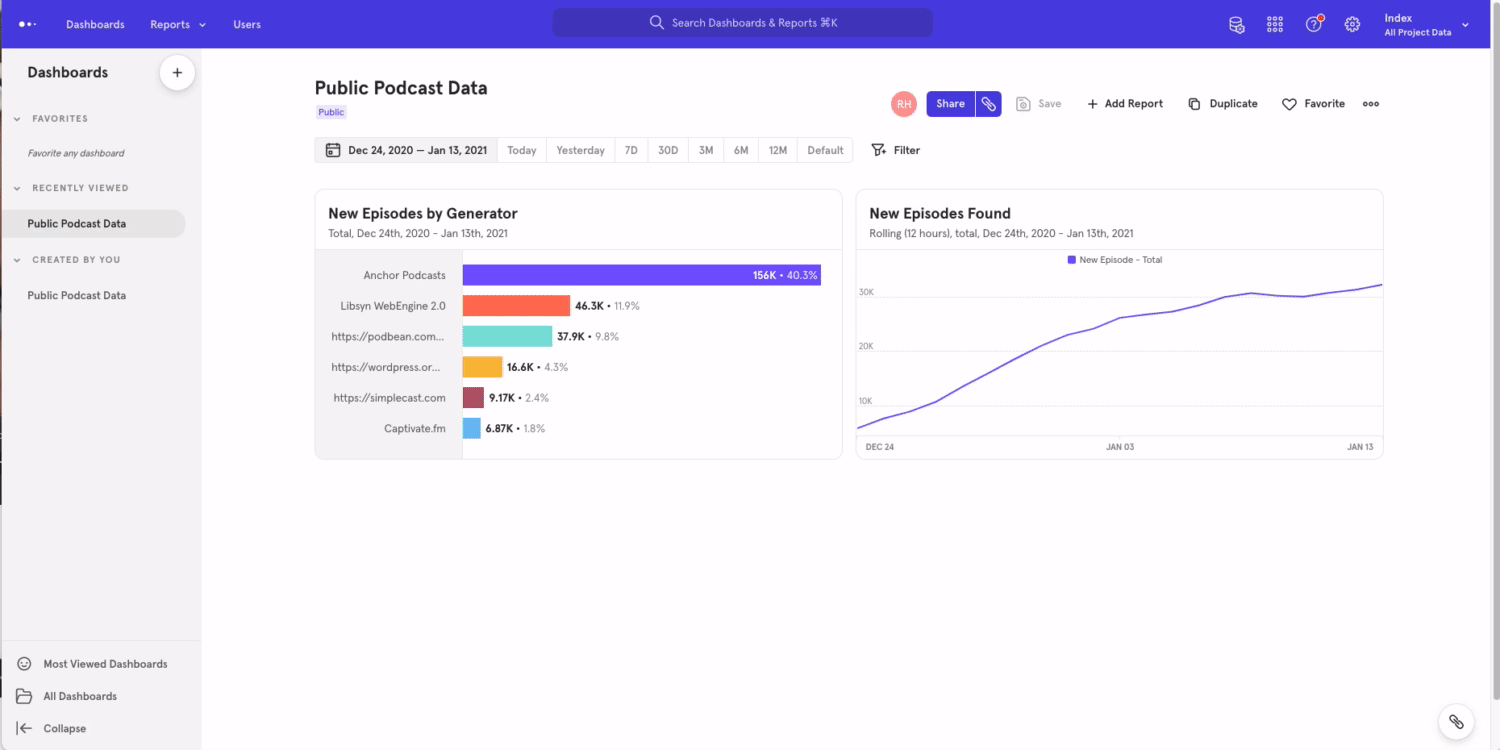 Dashboards Reports Users
Search Dashboards & Reports ⌘K
Index
All Project Data
Dashboards
+
FAVORITES
Favorite any dashboard
RECENTLY VIEWED
Public Podcast Data
CREATED BY YOU
Public Podcast Data
Most Viewed Dashboards
All Dashboards
Collapse
Public Podcast Data
Public
RH Share Save + Add Report Duplicate Favorite
Dec 24, 2020 — Jan 13, 2021 Today Yesterday 7D 30D 3M 6M 12M Default Filter
New Episodes by Generator
Total, Dec 24th, 2020 - Jan 13th, 2021
Anchor Podcasts 156K • 40.3%
Libsyn WebEngine 2.0 46.3K • 11.9%
https://podbean.com... 37.9K • 9.8%
https://wordpress.or... 16.6K • 4.3%
https://simplecast.com 9.17K • 2.4%
Captivate.fm 6.87K • 1.8%
New Episodes Found
Rolling (12 hours), total, Dec 24th, 2020 - Jan 13th, 2021
New Episode - Total
30K
20K
10K
DEC 24 JAN 03 JAN 13